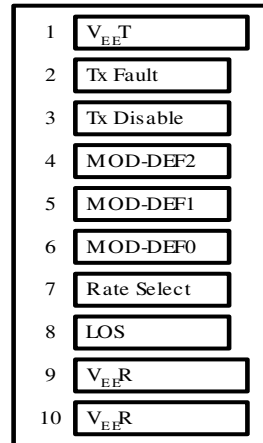 1 VEET
2 Tx Fault
3 Tx Disable
4 MOD-DEF2
5 MOD-DEF1
6 MOD-DEF0
7 Rate Select
8 LOS
9 VEER
10 VEER